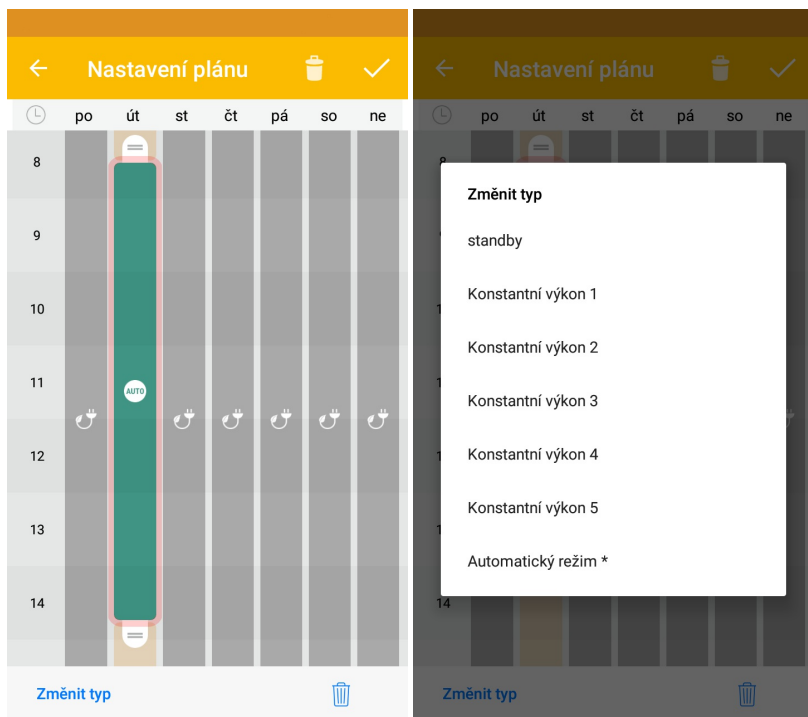 Nastavení plánu
po út st čt pá so ne
8
9
10
11
AUTO
12
13
14
Změnit typ
Nastavení plánu
po út st čt pá so ne
8
Změnit typ
standby
Konstantní výkon 1
Konstantní výkon 2
Konstantní výkon 3
Konstantní výkon 4
Konstantní výkon 5
Automatický režim *
14
Změnit typ